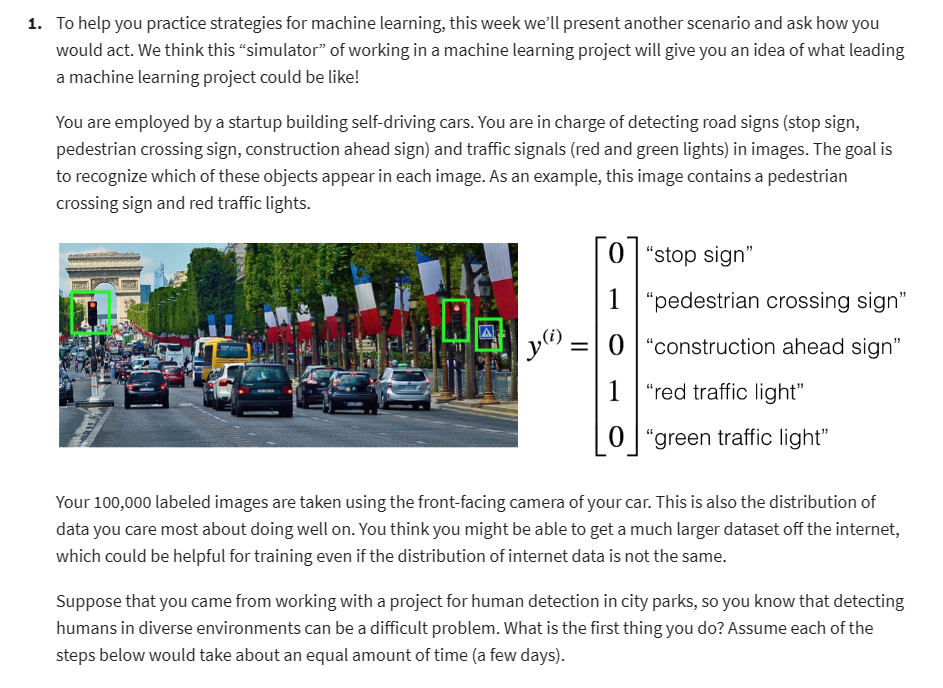 1. To help you practice strategies for machine learning, this week we’ll present another scenario and ask how you
would act. We think this “simulator” of working in a machine learning project will give you an idea of what leading
a machine learning project could be like!
You are employed by a startup building self-driving cars. You are in charge of detecting road signs (stop sign,
pedestrian crossing sign, construction ahead sign) and traffic signals (red and green lights) in images. The goal is
to recognize which of these objects appear in each image. As an example, this image contains a pedestrian
crossing sign and red traffic lights.
0 “stop sign”
1 “pedestrian crossing sign”
y(i) = 0 “construction ahead sign”
1 “red traffic light”
0 “green traffic light”
Your 100,000 labeled images are taken using the front-facing camera of your car. This is also the distribution of
data you care most about doing well on. You think you might be able to get a much larger dataset off the internet,
which could be helpful for training even if the distribution of internet data is not the same.
Suppose that you came from working with a project for human detection in city parks, so you know that detecting
humans in diverse environments can be a difficult problem. What is the first thing you do? Assume each of the
steps below would take about an equal amount of time (a few days).